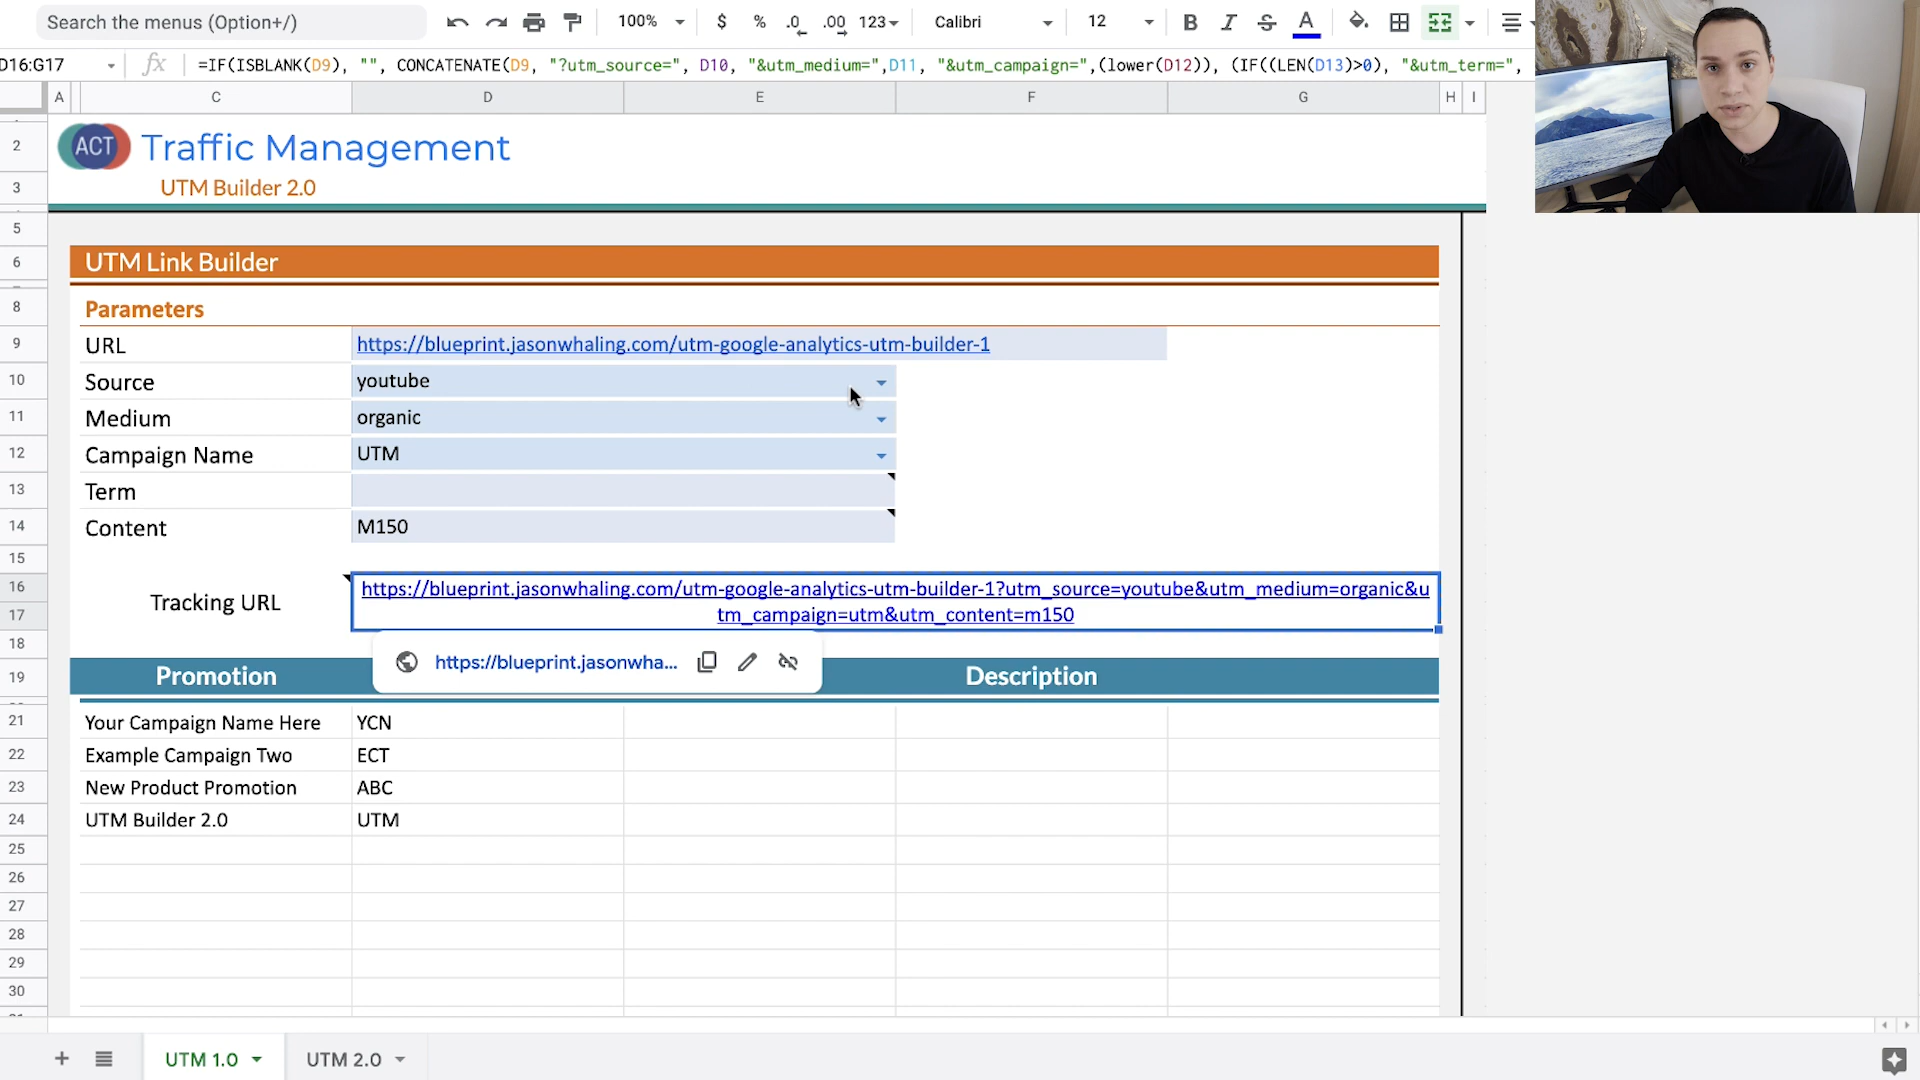 Search the menus (Option+/)
100%
$ % .0 .00 123
Calibri
12
B I S A
D16:G17
fx
=IF(ISBLANK(D9), "", CONCATENATE(D9, "?utm_source=", D10, "&utm_medium=",D11, "&utm_campaign=",(lower(D12)), (IF((LEN(D13)>0), "&utm_term=",
A C D E F G H I
2 ACT Traffic Management
3 UTM Builder 2.0
5
6 UTM Link Builder
8 Parameters
9 URL https://blueprint.jasonwhaling.com/utm-google-analytics-utm-builder-1
10 Source youtube
11 Medium organic
12 Campaign Name UTM
13 Term
14 Content M150
15
16 https://blueprint.jasonwhaling.com/utm-google-analytics-utm-builder-1?utm_source=youtube&utm_medium=organic&u
Tracking URL
17 tm_campaign=utm&utm_content=m150
18
https://blueprint.jasonwha...
19 Promotion Description
21 Your Campaign Name Here YCN
22 Example Campaign Two ECT
23 New Product Promotion ABC
24 UTM Builder 2.0 UTM
25
26
27
28
29
30
UTM 1.0
UTM 2.0